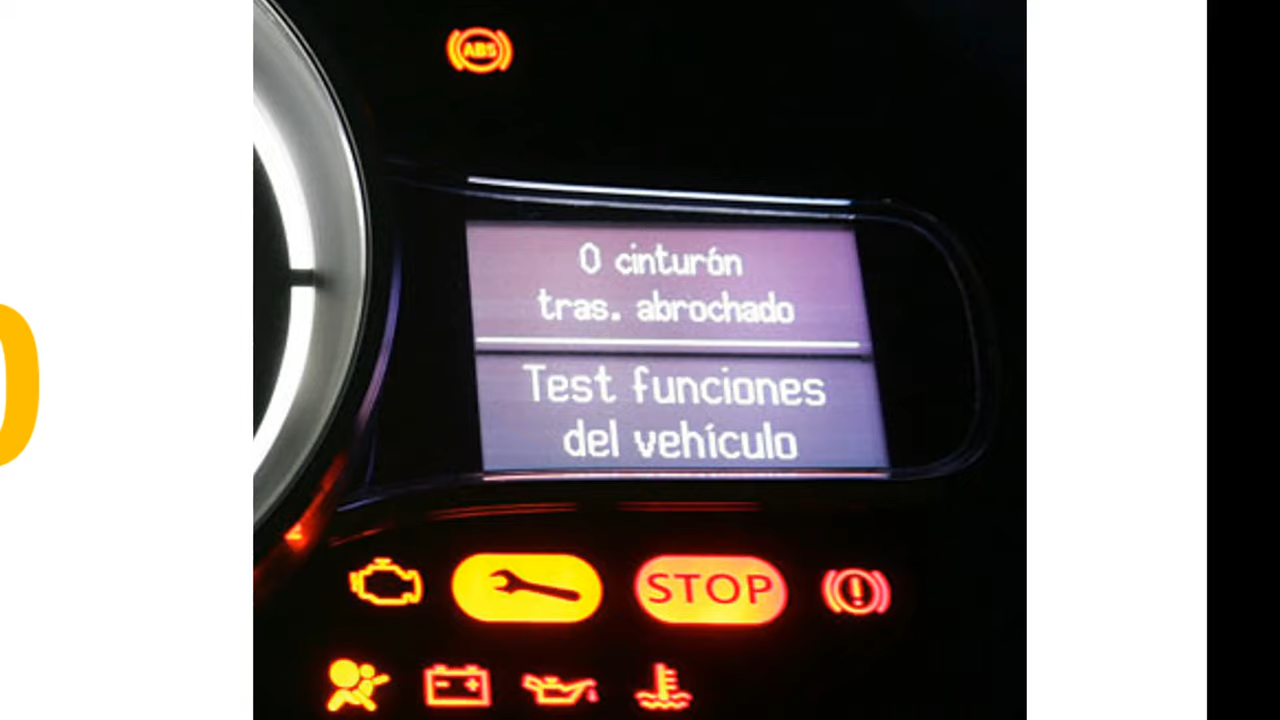 ABS
0 cinturón
tras. abrochado
Test funciones
del vehículo
STOP